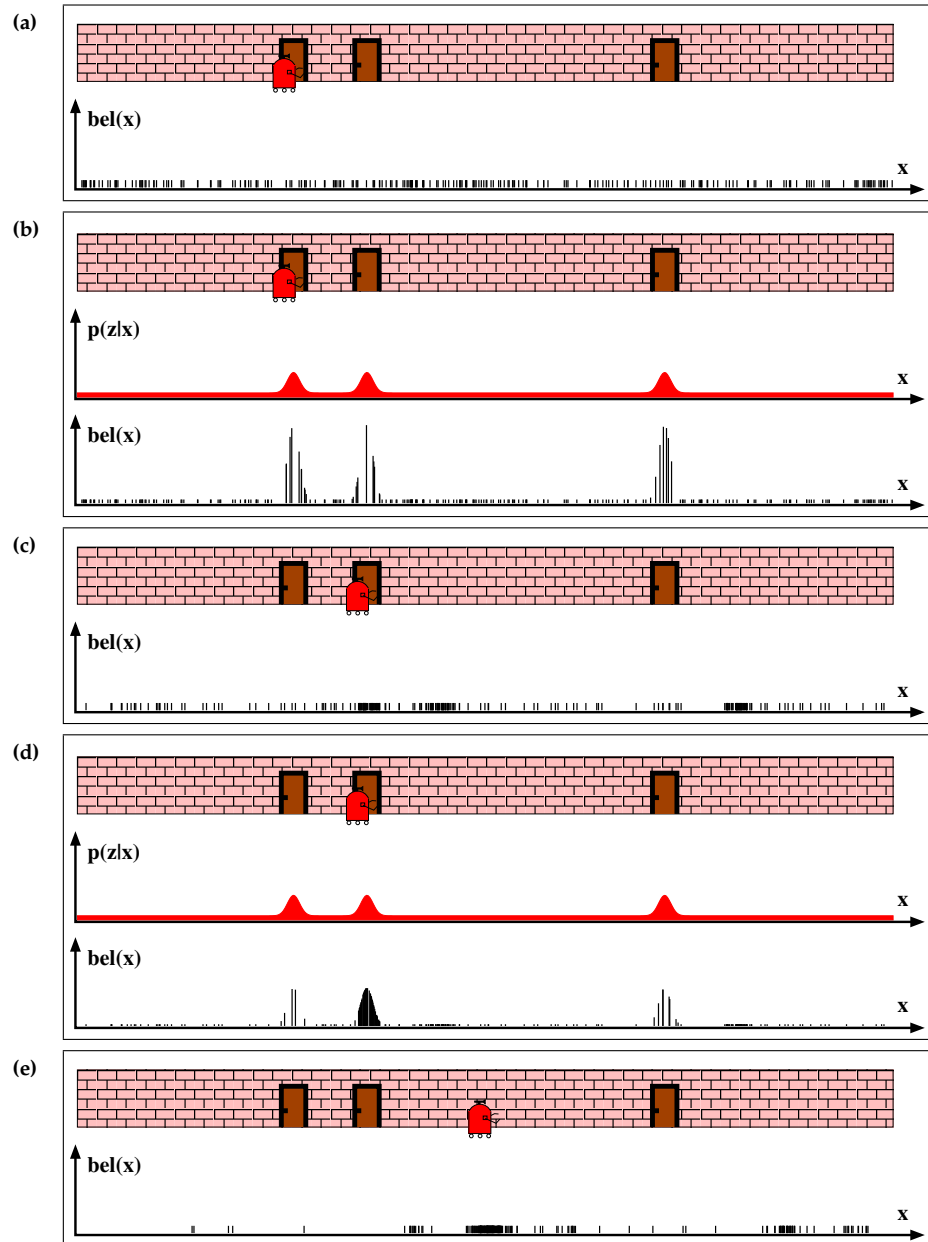 (a)
bel(x)
x
(b)
p(z|x)
x
bel(x)
x
(c)
bel(x)
x
(d)
p(z|x)
x
bel(x)
x
(e)
bel(x)
x